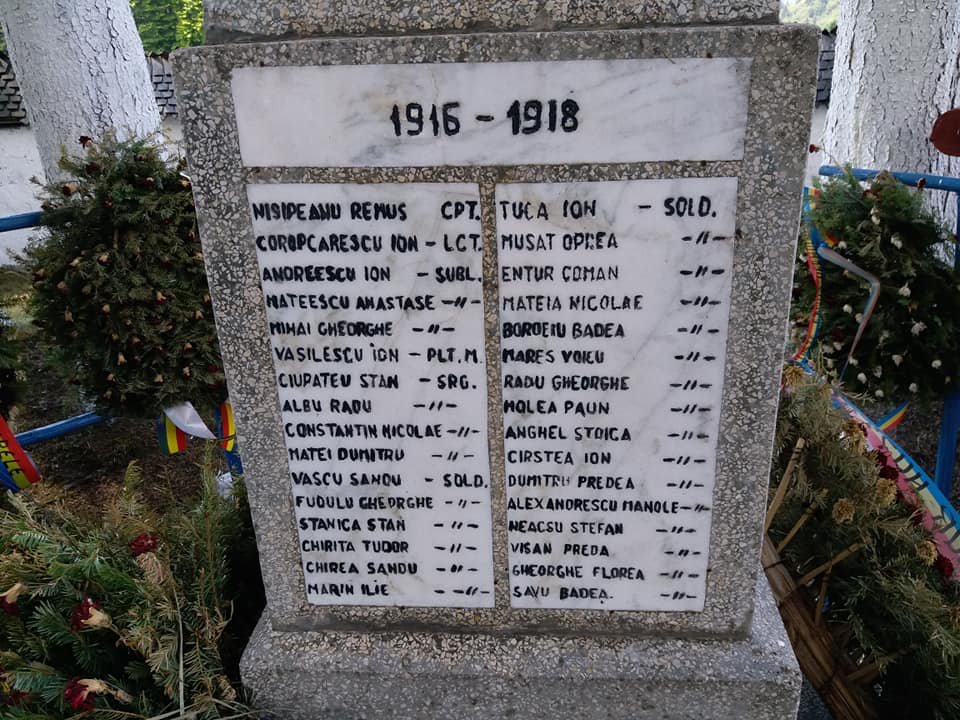 1916 - 1918
NISIPEANU REMUS CPT.
COROPCARESCU ION - LCT.
ANDREESCU ION - SUBL.
MATEESCU ANASTASE -〃-
MIHAI GHEORGHE -〃-
VASILESCU ION - PLT. M.
CIUPATEU STAN - SRG.
ALBU RADU -〃-
CONSTANTIN NICOLAE -〃-
MATEI DUMITRU -〃-
VASCU SANDU - SOLD.
FUDULU GHEORGHE -〃-
STANICA STAN -〃-
CHIRITA TUDOR -〃-
CHIREA SANDU -〃-
MARIN ILIE -〃-
TUCA ION - SOLD.
MUSAT OPREA -〃-
ENTUR COMAN -〃-
MATEIA NICOLAE -〃-
BOROEIU BADEA -〃-
MARES VOICU -〃-
RADU GHEORGHE -〃-
MOLEA PAUN -〃-
ANGHEL STOICA -〃-
CIRSTEA ION -〃-
DUMITRU PREDEA -〃-
ALEXANDRESCU MANOLE -〃-
NEACSU STEFAN -〃-
VISAN PREDA -〃-
GHEORGHE FLOREA -〃-
SAVU BADEA. -〃-